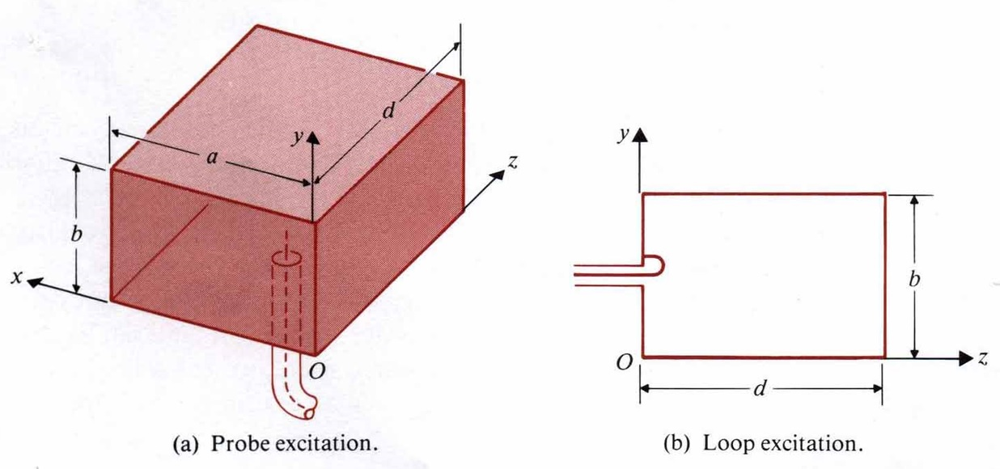 y
d
z
a
b
x
O
(a) Probe excitation.
y
b
O
z
d
(b) Loop excitation.